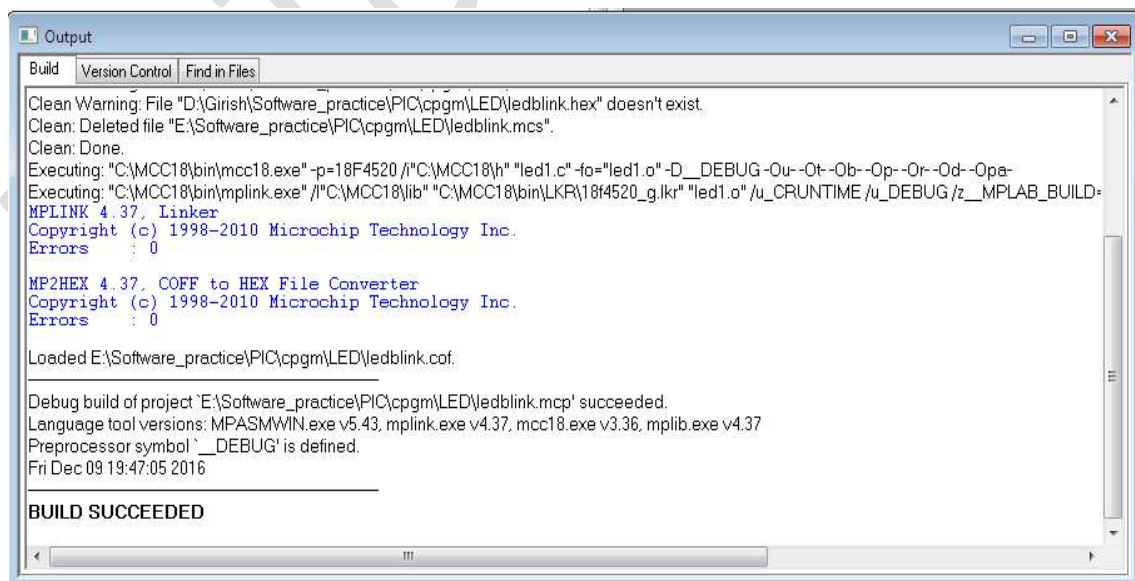 Output
Build Version Control Find in Files
Clean Warning: File "D:\Girish\Software_practice\PIC\cpgm\LED\ledblink.hex" doesn't exist.
Clean: Deleted file "E:\Software_practice\PIC\cpgm\LED\ledblink.mcs".
Clean: Done.
Executing: "C:\MCC18\bin\mcc18.exe" -p=18F4520 /i"C:\MCC18\h" "led1.c" -fo="led1.o" -D__DEBUG -Ou- -Ot- -Ob- -Op- -Or- -Od- -Opa-
Executing: "C:\MCC18\bin\mplink.exe" /l"C:\MCC18\lib" "C:\MCC18\bin\LKR\18f4520_g.lkr" "led1.o" /u_CRUNTIME /u_DEBUG /z__MPLAB_BUILD=
MPLINK 4.37, Linker
Copyright (c) 1998-2010 Microchip Technology Inc.
Errors : 0
MP2HEX 4.37, COFF to HEX File Converter
Copyright (c) 1998-2010 Microchip Technology Inc.
Errors : 0
Loaded E:\Software_practice\PIC\cpgm\LED\ledblink.cof.
Debug build of project `E:\Software_practice\PIC\cpgm\LED\ledblink.mcp' succeeded.
Language tool versions: MPASMWIN.exe v5.43, mplink.exe v4.37, mcc18.exe v3.36, mplib.exe v4.37
Preprocessor symbol `__DEBUG' is defined.
Fri Dec 09 19:47:05 2016
BUILD SUCCEEDED